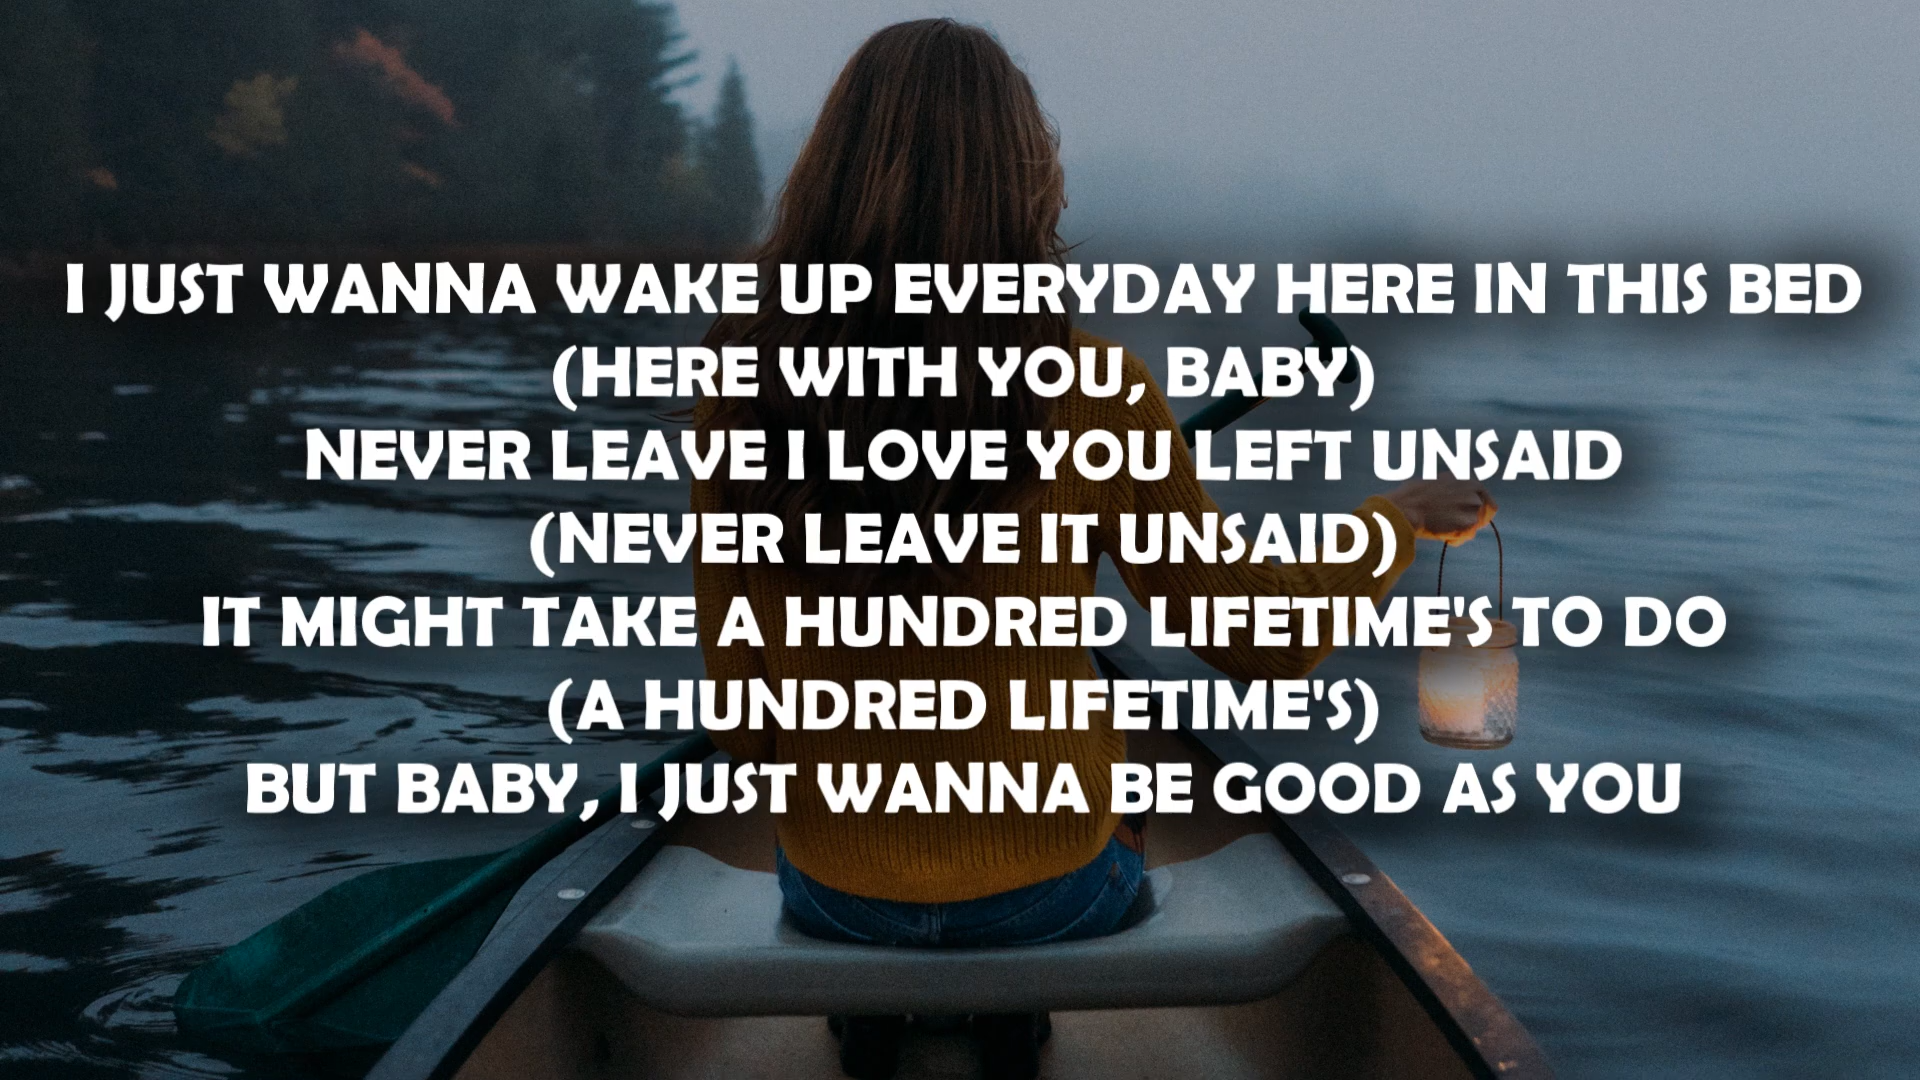 I JUST WANNA WAKE UP EVERYDAY HERE IN THIS BED
(HERE WITH YOU, BABY)
NEVER LEAVE I LOVE YOU LEFT UNSAID
(NEVER LEAVE IT UNSAID)
IT MIGHT TAKE A HUNDRED LIFETIME'S TO DO
(A HUNDRED LIFETIME'S)
BUT BABY, I JUST WANNA BE GOOD AS YOU